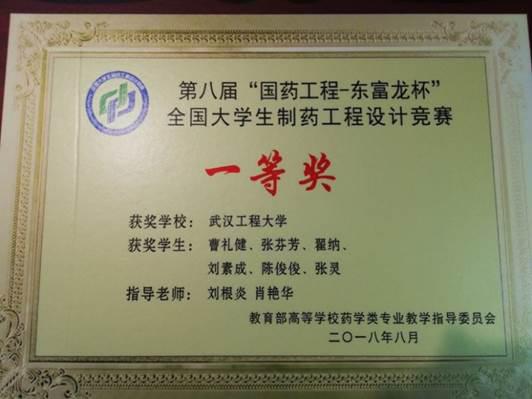 第八届“国药工程-东富龙杯”
全国大学生制药工程设计竞赛
一等奖
获奖学校：武汉工程大学
获奖学生：曹礼健、张芬芳、翟纳、
刘素成、陈俊俊、张灵
指导老师：刘根炎 肖艳华
教育部高等学校药学类专业教学指导委员会
二〇一八年八月